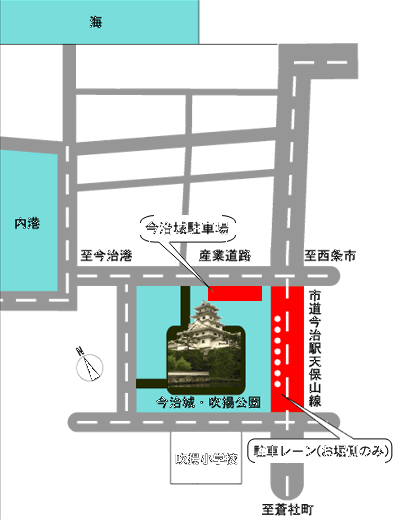 海
内港
今治城駐車場
至今治港
産業道路
至西条市
市道今治駅天保山線
N
今治城・吹揚公園
駐車レーン(お堀側のみ)
吹揚小学校
至蒼社町